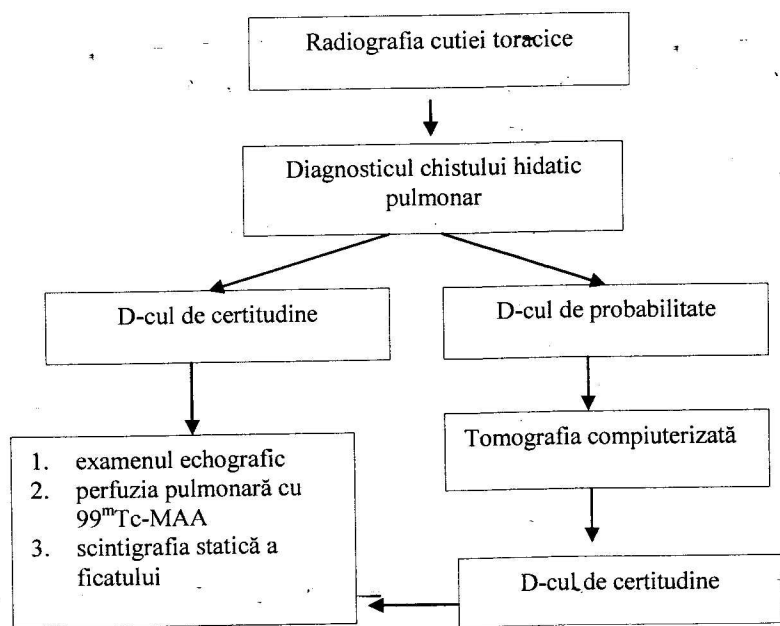 Radiografia cutiei toracice
Diagnosticul chistului hidatic
pulmonar
D-cul de certitudine
D-cul de probabilitate
1. examenul echografic
2. perfuzia pulmonară cu
99ᵐTc-MAA
3. scintigrafia statică a
ficatului
Tomografia compiuterizată
D-cul de certitudine